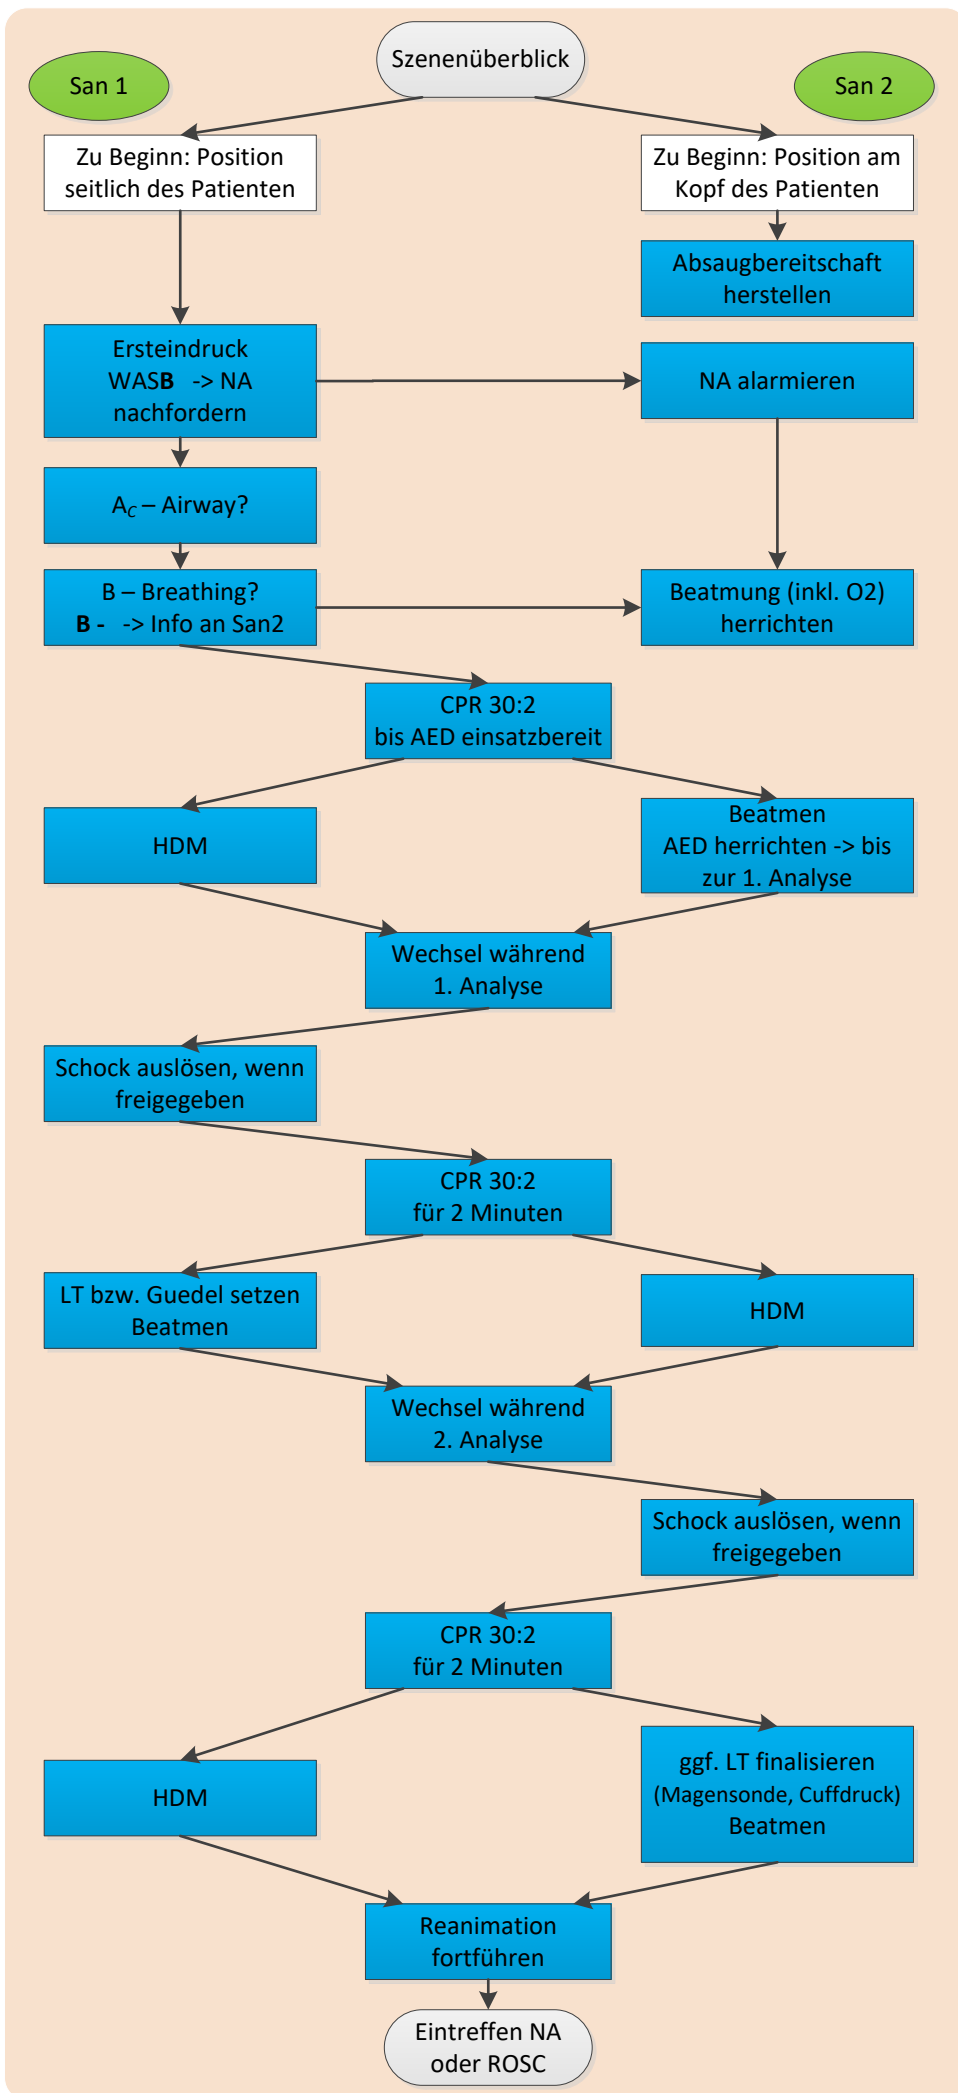 Szenenüberblick
San 1
San 2
Zu Beginn: Position
seitlich des Patienten
Zu Beginn: Position am
Kopf des Patienten
Absaugbereitschaft
herstellen
Ersteindruck
WASB -> NA
nachfordern
NA alarmieren
AC – Airway?
B – Breathing?
B - -> Info an San2
Beatmung (inkl. O2)
herrichten
CPR 30:2
bis AED einsatzbereit
HDM
Beatmen
AED herrichten -> bis
zur 1. Analyse
Wechsel während
1. Analyse
Schock auslösen, wenn
freigegeben
CPR 30:2
für 2 Minuten
LT bzw. Guedel setzen
Beatmen
HDM
Wechsel während
2. Analyse
Schock auslösen, wenn
freigegeben
CPR 30:2
für 2 Minuten
HDM
ggf. LT finalisieren
(Magensonde, Cuffdruck)
Beatmen
Reanimation
fortführen
Eintreffen NA
oder ROSC